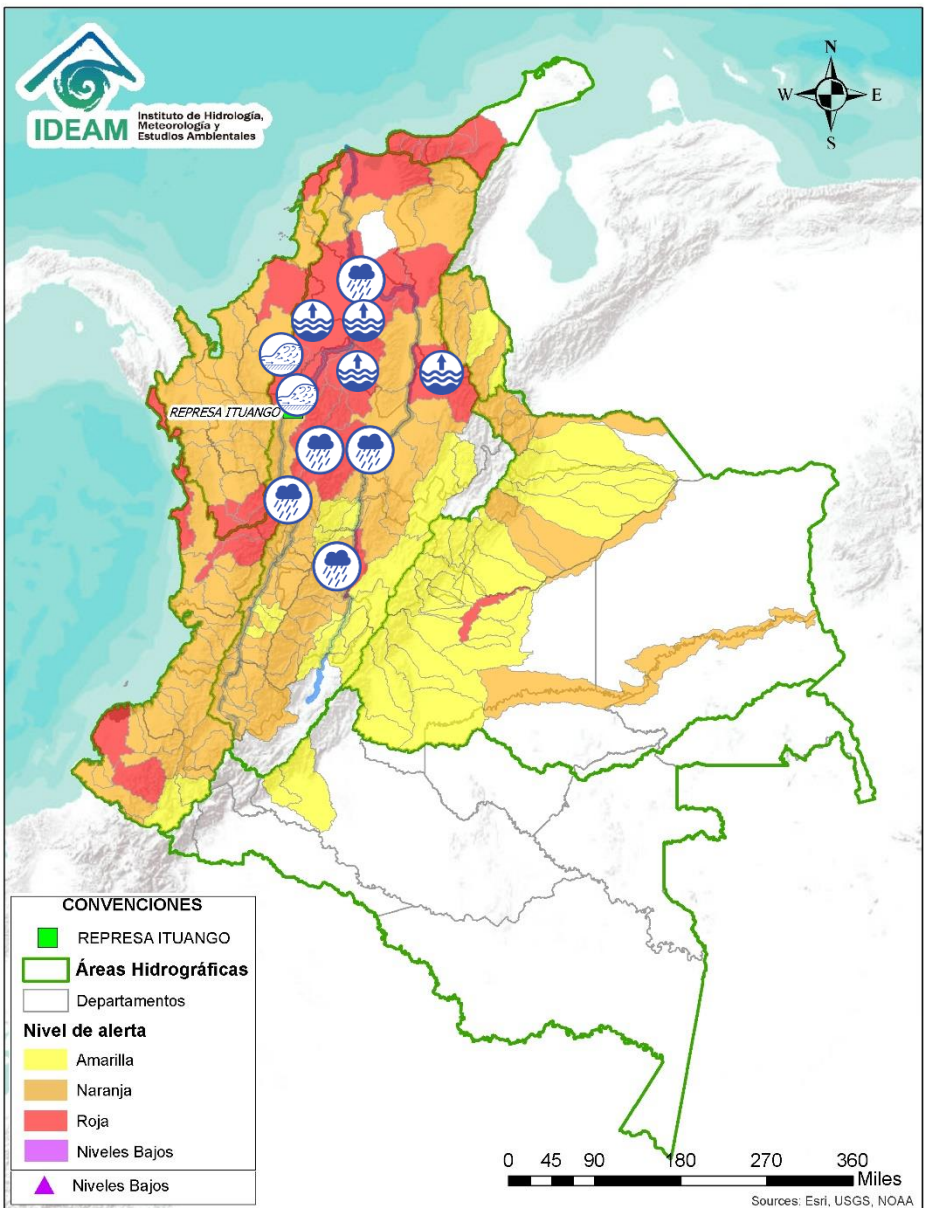 IDEAM
Instituto de Hidrología,
Meteorología y
Estudios Ambientales
N
W E
S
REPRESA ITUANGO
CONVENCIONES
REPRESA ITUANGO
Áreas Hidrográficas
Departamentos
Nivel de alerta
Amarilla
Naranja
Roja
Niveles Bajos
Niveles Bajos
0 45 90 180 270 360
Miles
Sources: Esri, USGS, NOAA